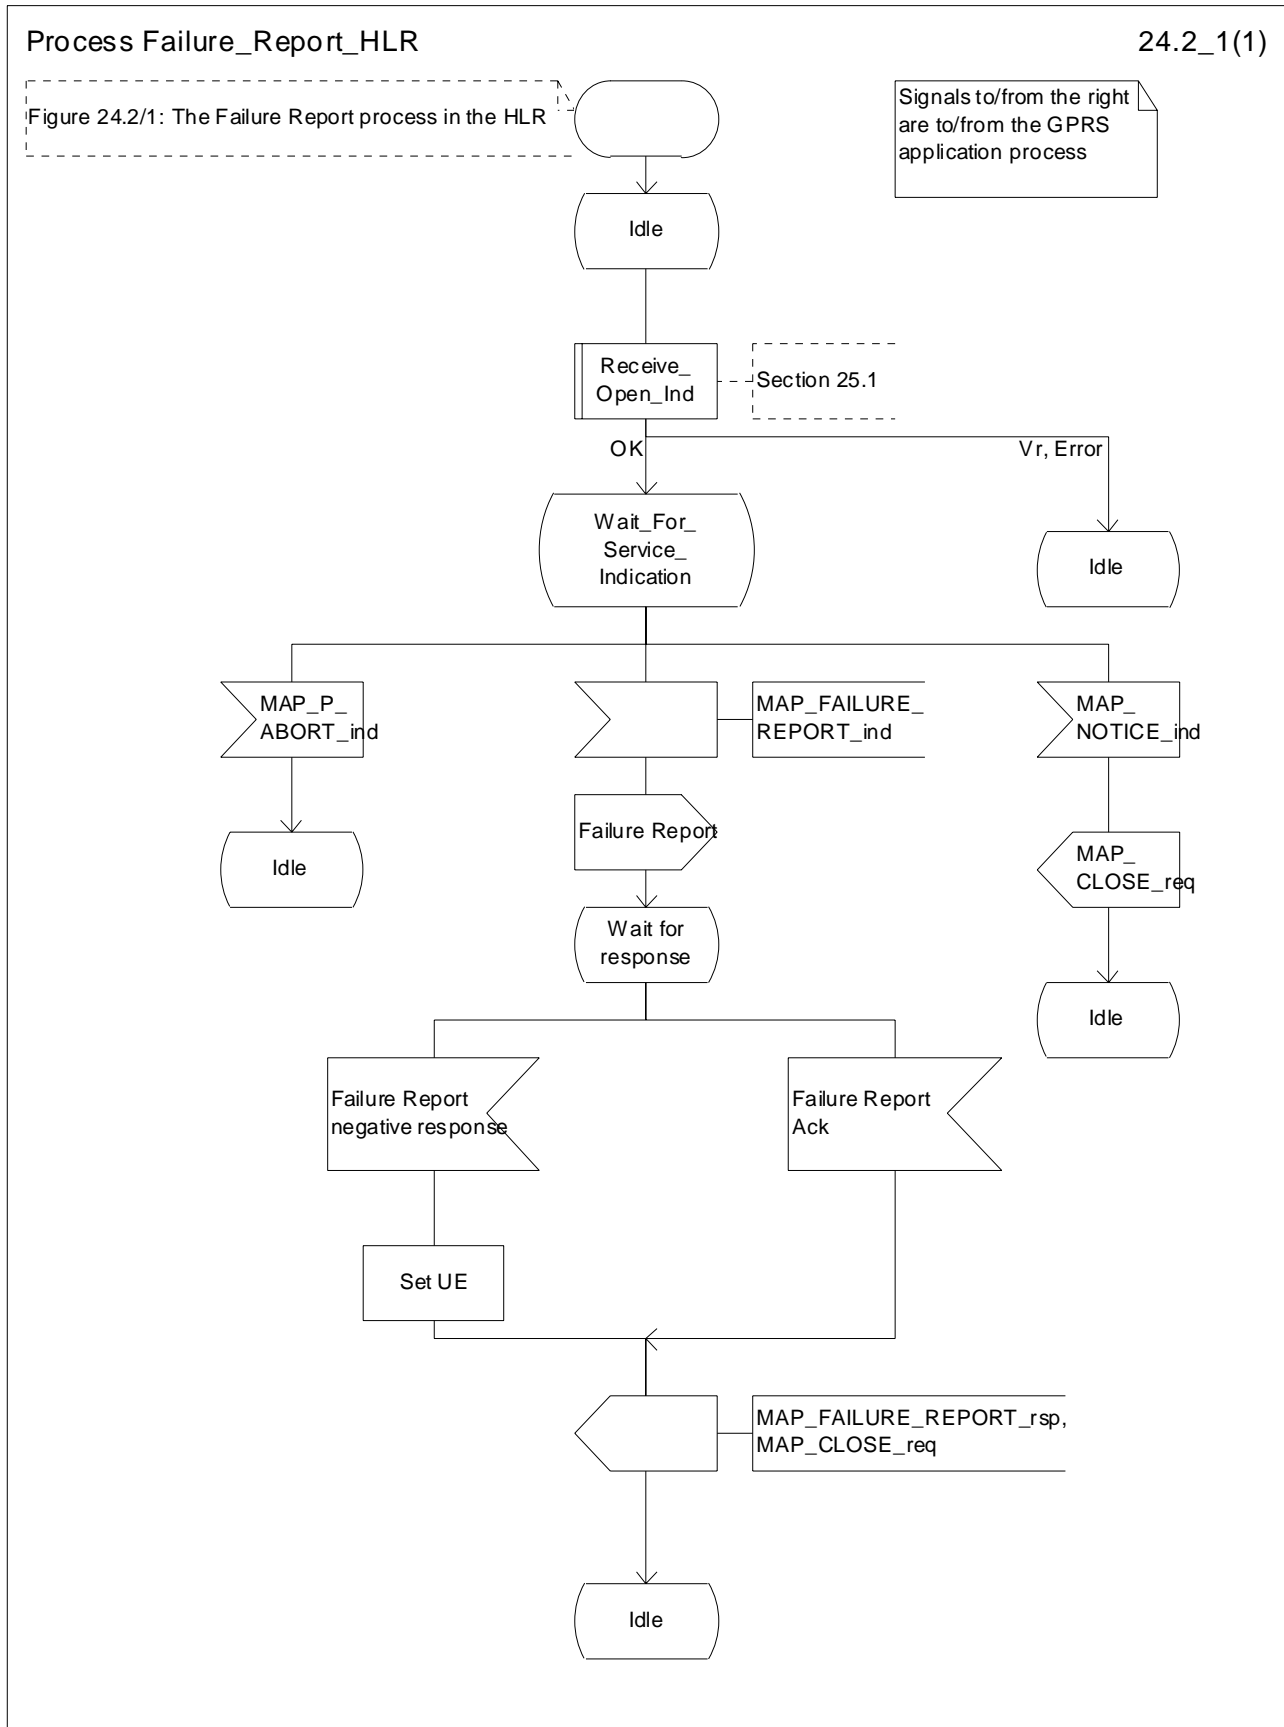 Process Failure_Report_HLR
24.2_1(1)
Figure 24.2/1: The Failure Report process in the HLR
Signals to/from the right
are to/from the GPRS
application process
Idle
Receive_
Open_Ind
Section 25.1
OK
Vr, Error
Wait_For_
Service_
Indication
Idle
MAP_P_
ABORT_ind
MAP_FAILURE_
REPORT_ind
MAP_
NOTICE_ind
Failure Report
Idle
MAP_
CLOSE_req
Wait for
response
Idle
Failure Report
negative response
Failure Report
Ack
Set UE
MAP_FAILURE_REPORT_rsp,
MAP_CLOSE_req
Idle